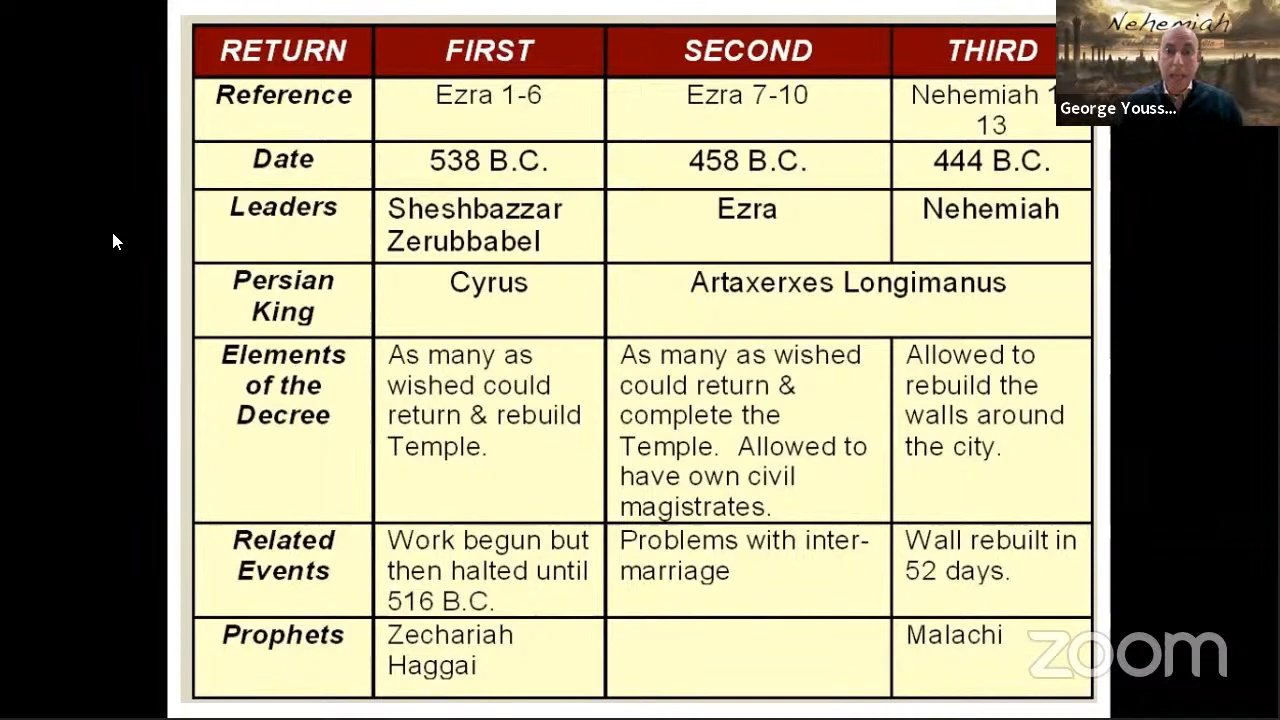 RETURN FIRST SECOND THIRD
Reference Ezra 1-6 Ezra 7-10 Nehemiah 1
13
Date 538 B.C. 458 B.C. 444 B.C.
Leaders Sheshbazzar Ezra Nehemiah
Zerubbabel
Persian Cyrus Artaxerxes Longimanus
King
Elements As many as As many as wished Allowed to
of the wished could could return & rebuild the
Decree return & rebuild complete the walls around
Temple. Temple. Allowed to the city.
have own civil
magistrates.
Related Work begun but Problems with inter- Wall rebuilt in
Events then halted until marriage 52 days.
516 B.C.
Prophets Zechariah Malachi
Haggai
Nehemiah
George Youss...
zoom